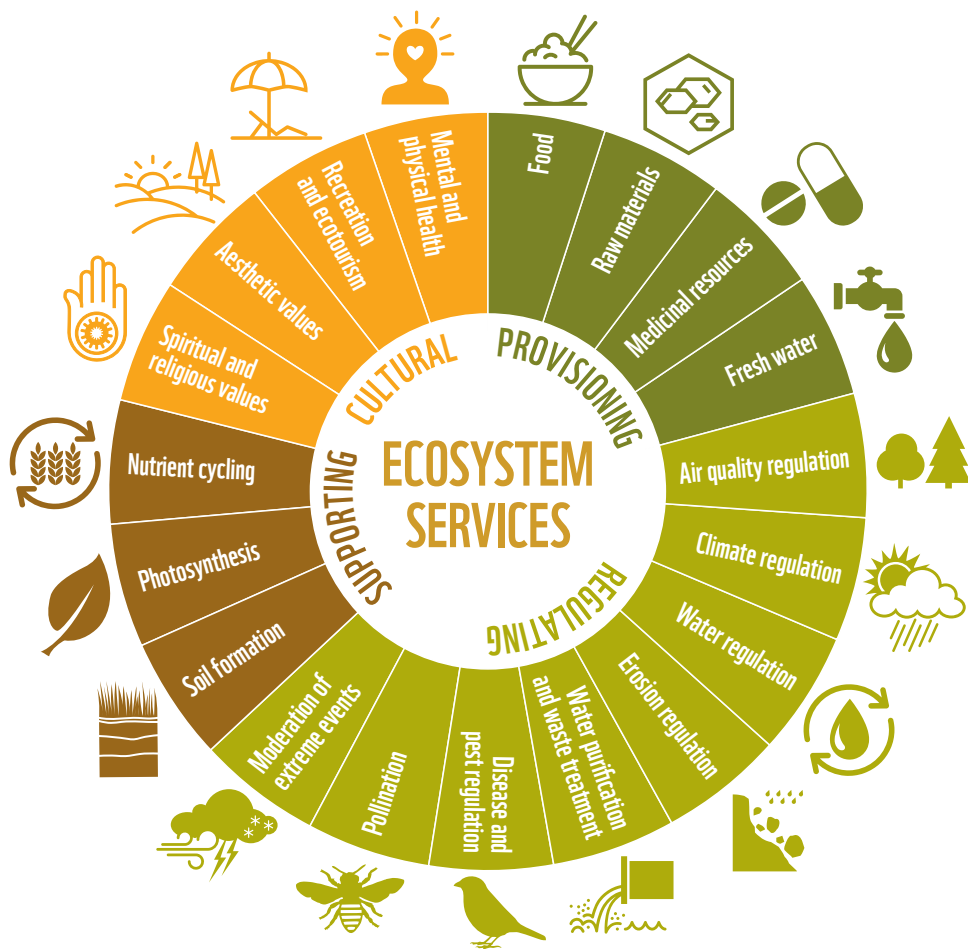 ECOSYSTEM
SERVICES
PROVISIONING
Food
Raw materials
Medicinal resources
Fresh water
REGULATING
Air quality regulation
Climate regulation
Water regulation
Erosion regulation
Water purification
and waste treatment
Disease and
pest regulation
Pollination
Moderation of
extreme events
SUPPORTING
Soil formation
Photosynthesis
Nutrient cycling
CULTURAL
Spiritual and
religious values
Aesthetic values
Recreation
and ecotourism
Mental and
physical health